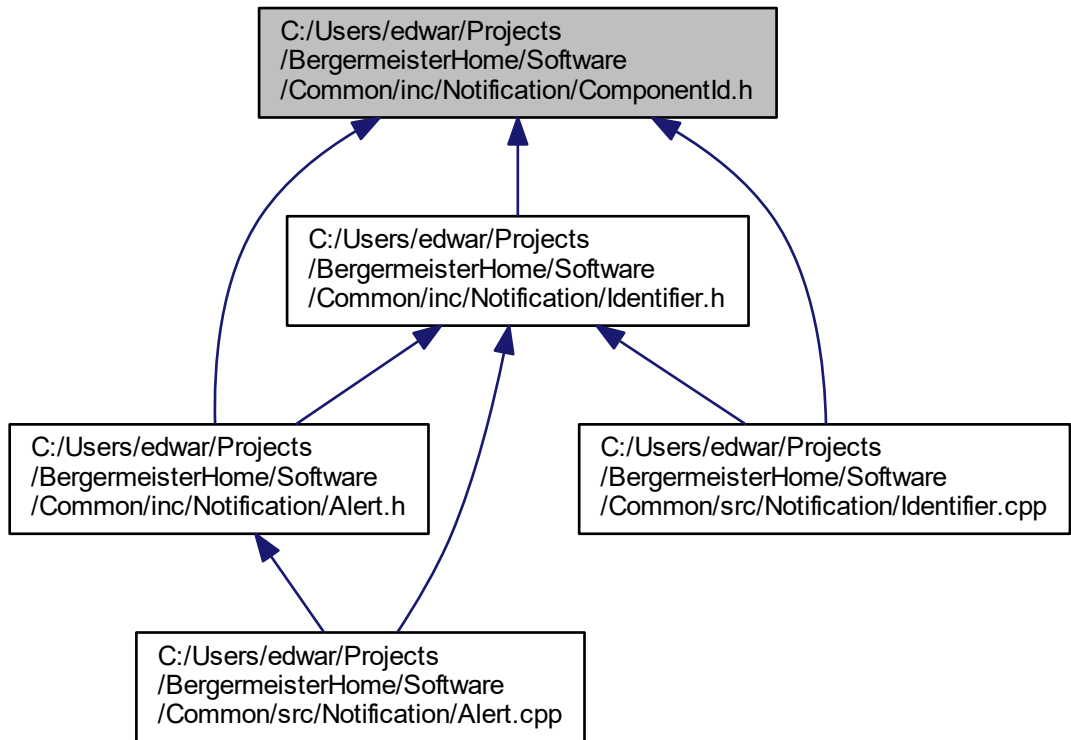 C:/Users/edwar/Projects
/BergermeisterHome/Software
/Common/inc/Notification/ComponentId.h
C:/Users/edwar/Projects
/BergermeisterHome/Software
/Common/inc/Notification/Identifier.h
C:/Users/edwar/Projects
/BergermeisterHome/Software
/Common/inc/Notification/Alert.h
C:/Users/edwar/Projects
/BergermeisterHome/Software
/Common/src/Notification/Identifier.cpp
C:/Users/edwar/Projects
/BergermeisterHome/Software
/Common/src/Notification/Alert.cpp